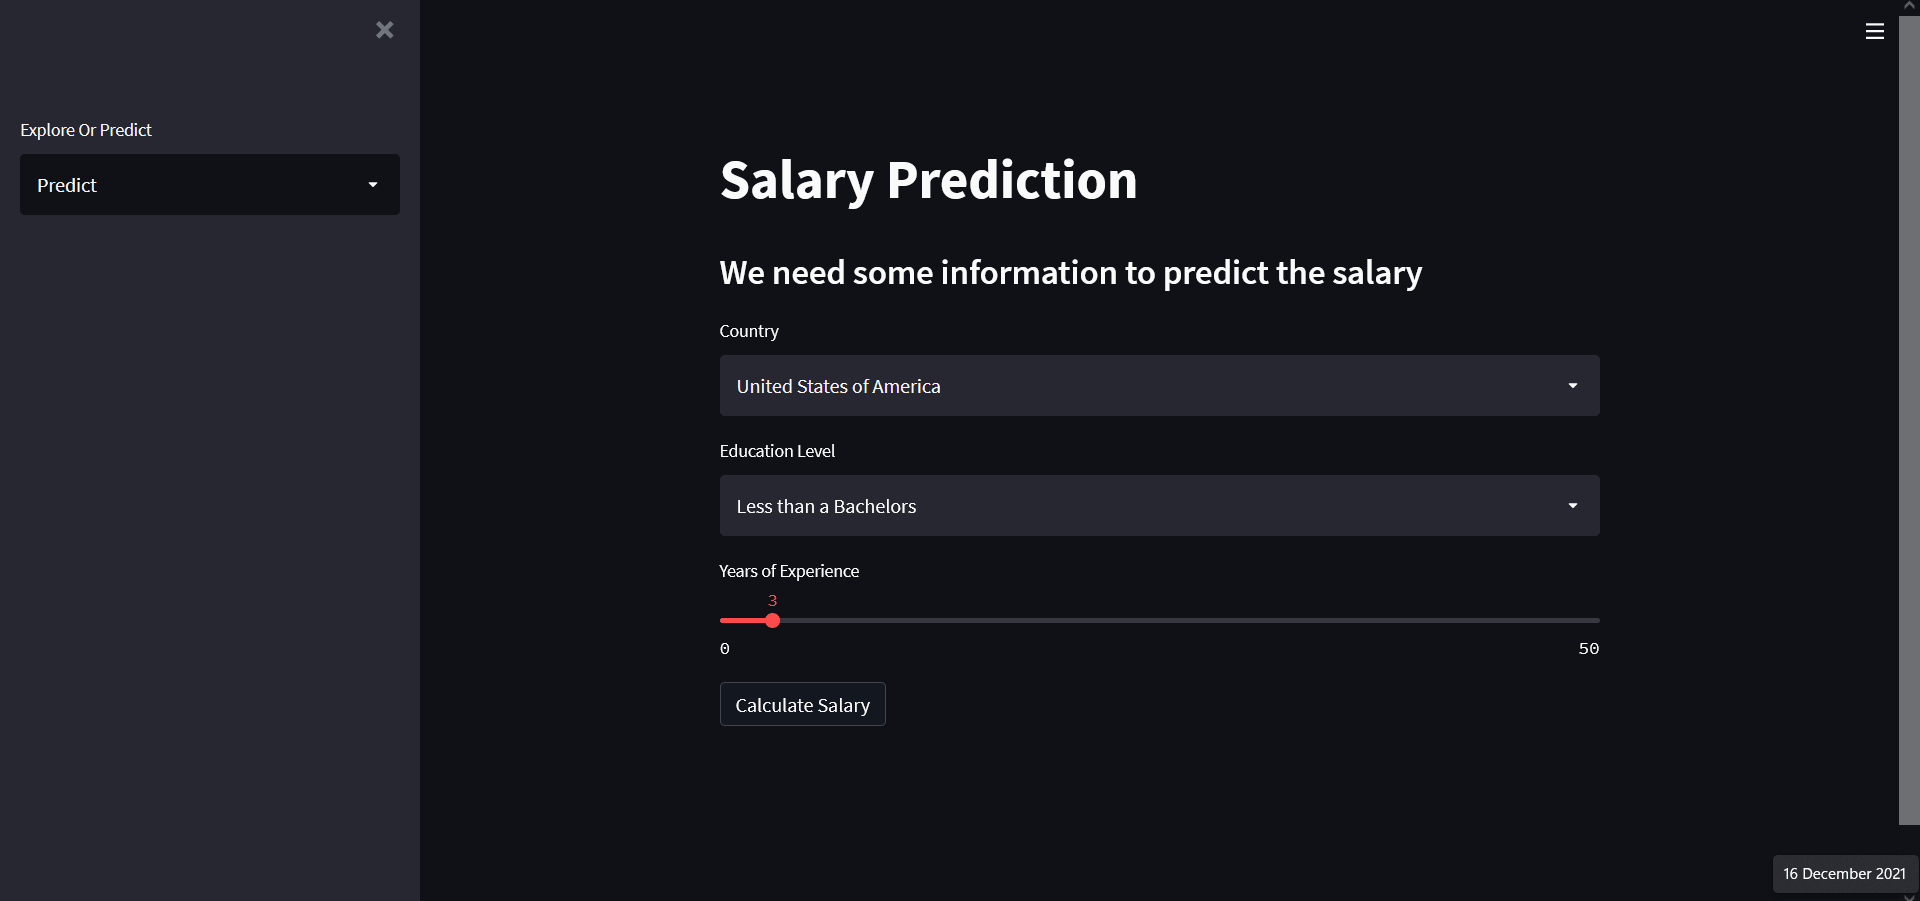 Explore Or Predict
Predict
Salary Prediction
We need some information to predict the salary
Country
United States of America
Education Level
Less than a Bachelors
Years of Experience
3
0 50
Calculate Salary
16 December 2021